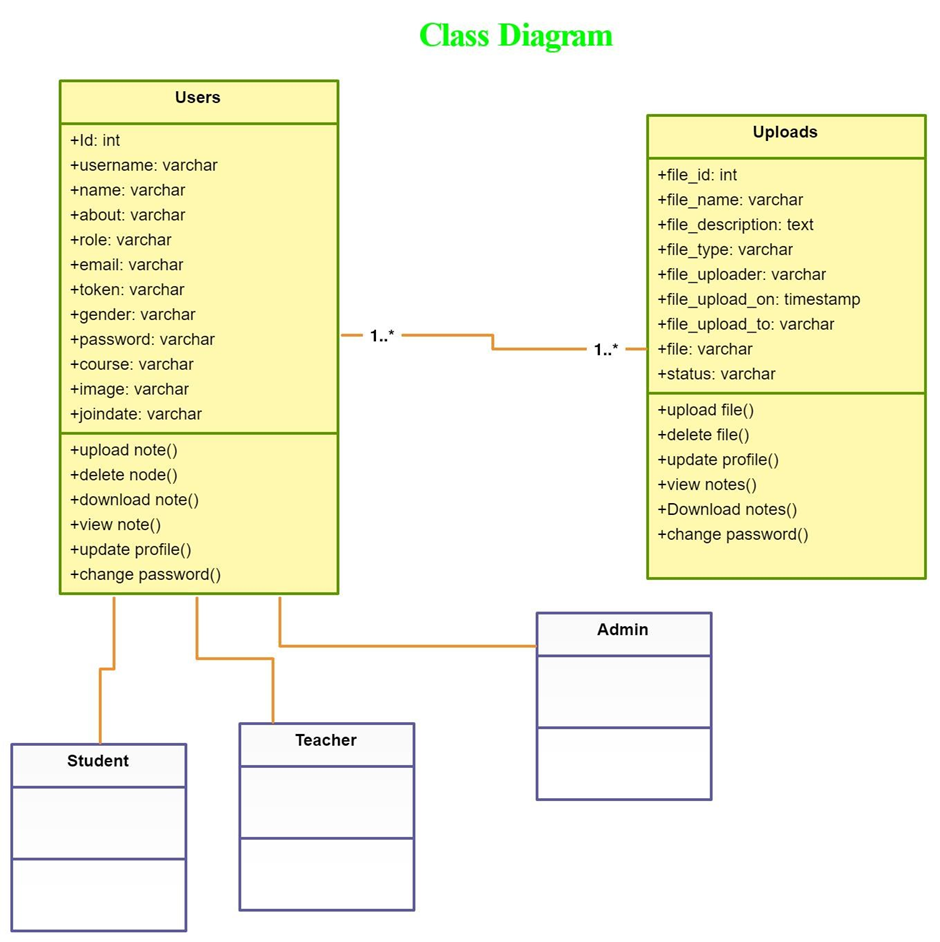 Class Diagram
Users
+Id: int
+username: varchar
+name: varchar
+about: varchar
+role: varchar
+email: varchar
+token: varchar
+gender: varchar
+password: varchar
+course: varchar
+image: varchar
+joindate: varchar
+upload note()
+delete node()
+download note()
+view note()
+update profile()
+change password()
1..*
1..*
Uploads
+file_id: int
+file_name: varchar
+file_description: text
+file_type: varchar
+file_uploader: varchar
+file_upload_on: timestamp
+file_upload_to: varchar
+file: varchar
+status: varchar
+upload file()
+delete file()
+update profile()
+view notes()
+Download notes()
+change password()
Admin
Teacher
Student